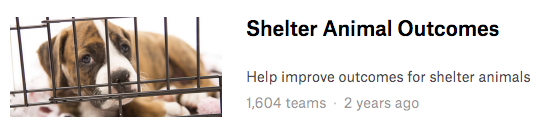 Shelter Animal Outcomes
Help improve outcomes for shelter animals
1,604 teams · 2 years ago